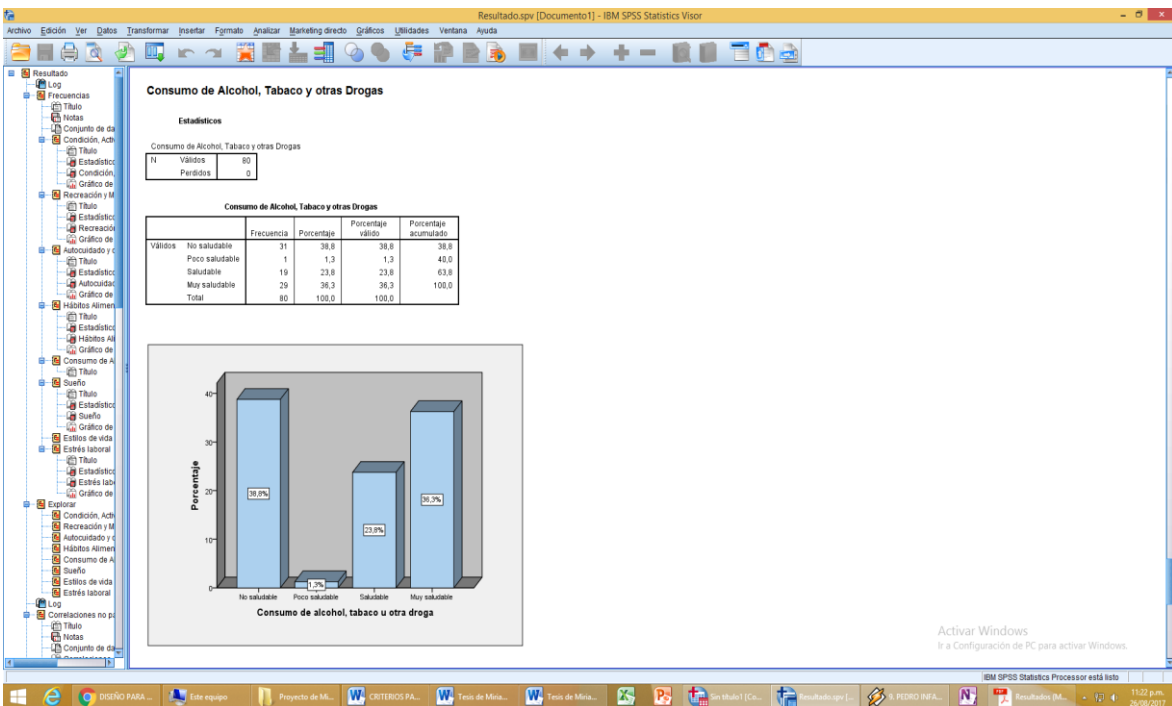 Resultado.spv [Documento1] - IBM SPSS Statistics Visor
Archivo Edición Ver Datos Transformar Insertar Formato Analizar Marketing directo Gráficos Utilidades Ventana Ayuda
Resultado
Log
Frecuencias
Título
Notas
Conjunto de da
Condición, Acti
Título
Estadístico
Condición,
Gráfico de
Recreación y M
Título
Estadístico
Recreació
Gráfico de
Autocuidado y c
Título
Estadístico
Autocuidad
Gráfico de
Hábitos Alimen
Título
Estadístico
Hábitos Ali
Gráfico de
Consumo de A
Título
Sueño
Título
Estadístico
Sueño
Gráfico de
Estilos de vida
Estrés laboral
Título
Estadístico
Estrés lab
Gráfico de
Explorar
Condición, Acti
Recreación y M
Autocuidado y c
Hábitos Alimen
Consumo de A
Sueño
Estilos de vida
Estrés laboral
Log
Correlaciones no pa
Título
Notas
Conjunto de da
Consumo de Alcohol, Tabaco y otras Drogas
Estadísticos
Consumo de Alcohol, Tabaco y otras Drogas
N Válidos 80
Perdidos 0
Consumo de Alcohol, Tabaco y otras Drogas
Frecuencia Porcentaje Porcentaje válido Porcentaje acumulado
Válidos No saludable 31 38,8 38,8 38,8
Poco saludable 1 1,3 1,3 40,0
Saludable 19 23,8 23,8 63,8
Muy saludable 29 36,3 36,3 100,0
Total 80 100,0 100,0
Porcentaje
40
30
20
10
0
38,8%
1,3%
23,8%
36,3%
No saludable Poco saludable Saludable Muy saludable
Consumo de alcohol, tabaco u otra droga
Activar Windows
Ir a Configuración de PC para activar Windows.
IBM SPSS Statistics Processor está listo
DISEÑO PARA ... Este equipo Proyecto de Mi... CRITERIOS PA... Tesis de Miria... Tesis de Miria... Sin título1 [Co... Resultado.spv [... 9. PEDRO INFA... Resultados (M...
11:22 p.m.
26/08/2017